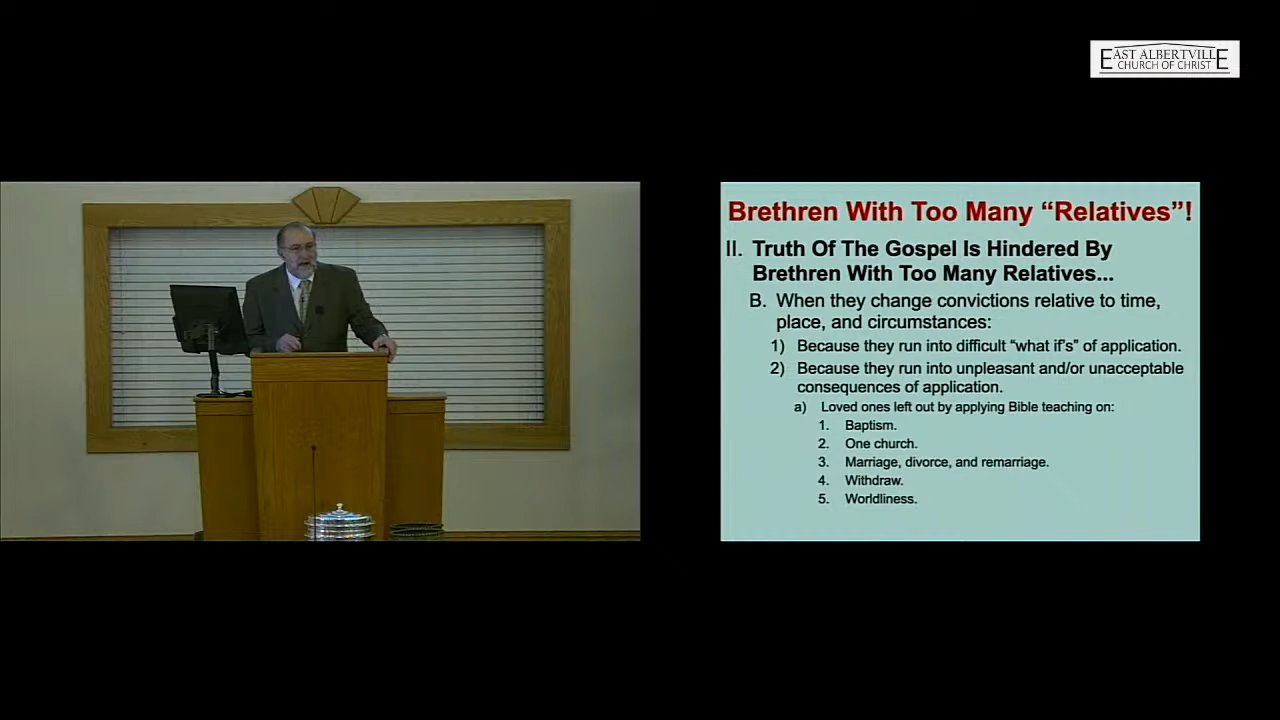 EAST ALBERTVILLE
CHURCH OF CHRIST
Brethren With Too Many “Relatives”!
II. Truth Of The Gospel Is Hindered By
Brethren With Too Many Relatives...
B. When they change convictions relative to time,
place, and circumstances:
1) Because they run into difficult “what if's” of application.
2) Because they run into unpleasant and/or unacceptable
consequences of application.
a) Loved ones left out by applying Bible teaching on:
1. Baptism.
2. One church.
3. Marriage, divorce, and remarriage.
4. Withdraw.
5. Worldliness.